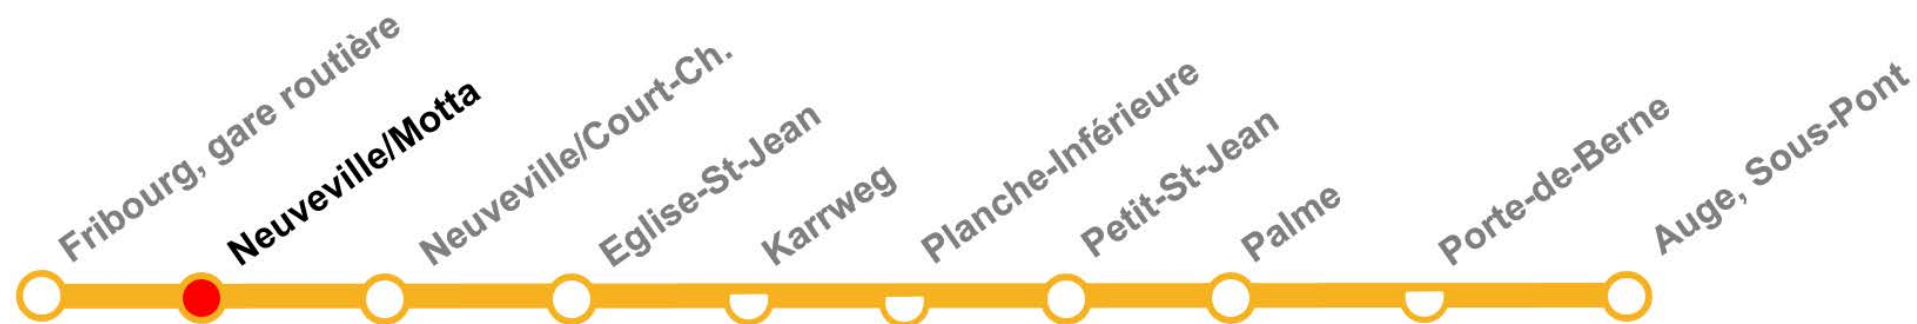 Fribourg, gare routière
Neuveville/Motta
Neuveville/Court-Ch.
Eglise-St-Jean
Karrweg
Planche-Inférieure
Petit-St-Jean
Palme
Porte-de-Berne
Auge, Sous-Pont